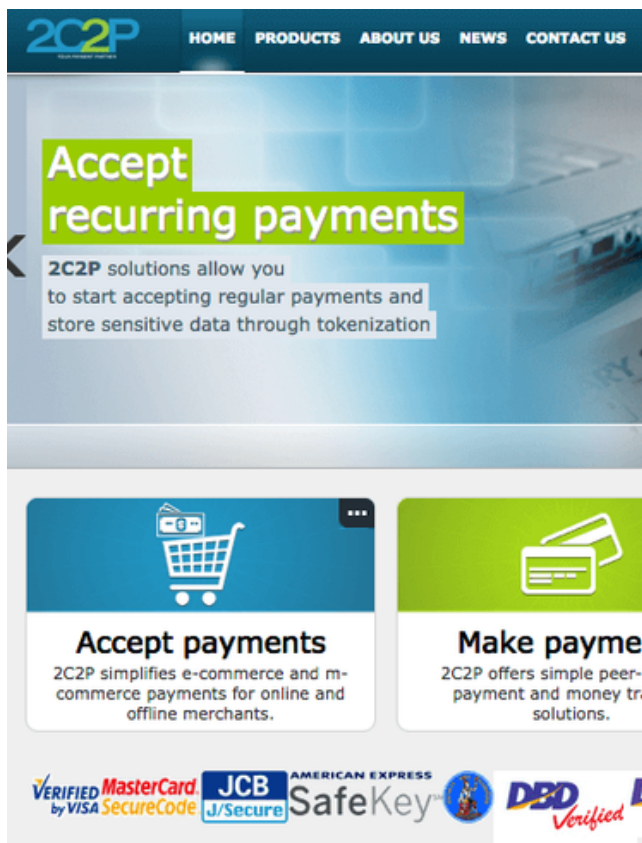 2C2P
HOME PRODUCTS ABOUT US NEWS CONTACT US
Accept
recurring payments
2C2P solutions allow you
to start accepting regular payments and
store sensitive data through tokenization
Accept payments
2C2P simplifies e-commerce and m-
commerce payments for online and
offline merchants.
Make payme
2C2P offers simple peer-
payment and money tra
solutions.
VERIFIED
by VISA
MasterCard.
SecureCode
JCB
J/Secure
AMERICAN EXPRESS
SafeKey
DBD
Verified